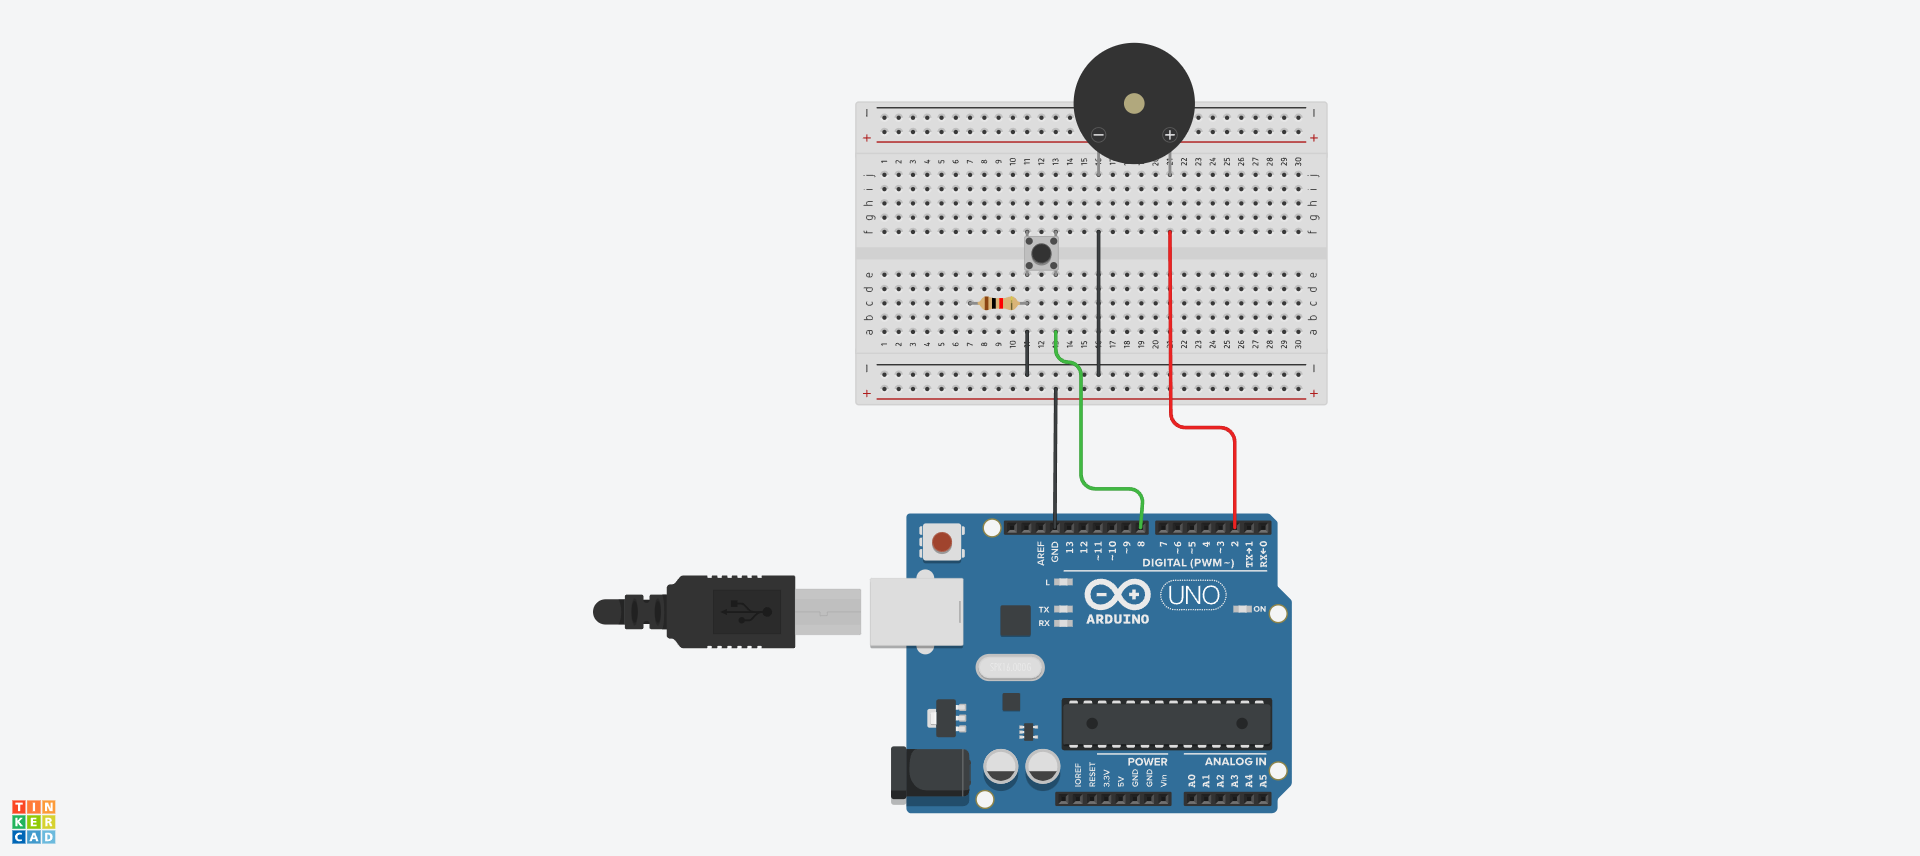 − −
+ +
1 2 3 4 5 6 7 8 9 10 11 12 13 14 15 16 17 20 21 22 23 24 25 26 27 28 29 30
j j
i i
h h
g g
f f
e e
d d
c c
b b
a a
1 2 3 4 5 6 7 8 9 10 11 12 13 14 15 16 17 18 19 20 21 22 23 24 25 26 27 28 29 30
− −
+ +
AREF GND 13 12 ~11 ~10 ~9 8 7 ~6 ~5 4 ~3 2 TX→1 RX←0
DIGITAL (PWM~)
L
TX
RX
ARDUINO
UNO
ON
POWER
ANALOG IN
IOREF RESET 3.3V 5V GND GND Vin A0 A1 A2 A3 A4 A5
TIN
KER
CAD